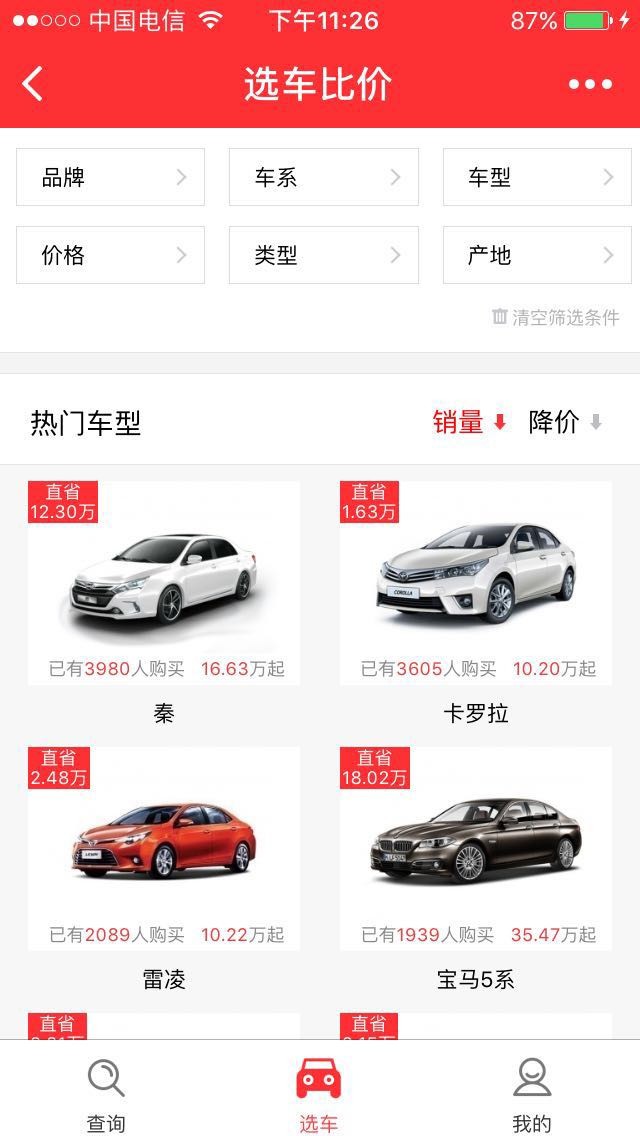 中国电信 下午11:26 87%
选车比价
品牌 车系 车型
价格 类型 产地
清空筛选条件
热门车型 销量 降价
直省
12.30万
已有3980人购买 16.63万起
秦
直省
1.63万
COROLLA
已有3605人购买 10.20万起
卡罗拉
直省
2.48万
已有2089人购买 10.22万起
雷凌
直省
18.02万
已有1939人购买 35.47万起
宝马5系
直省
直省
查询 选车 我的